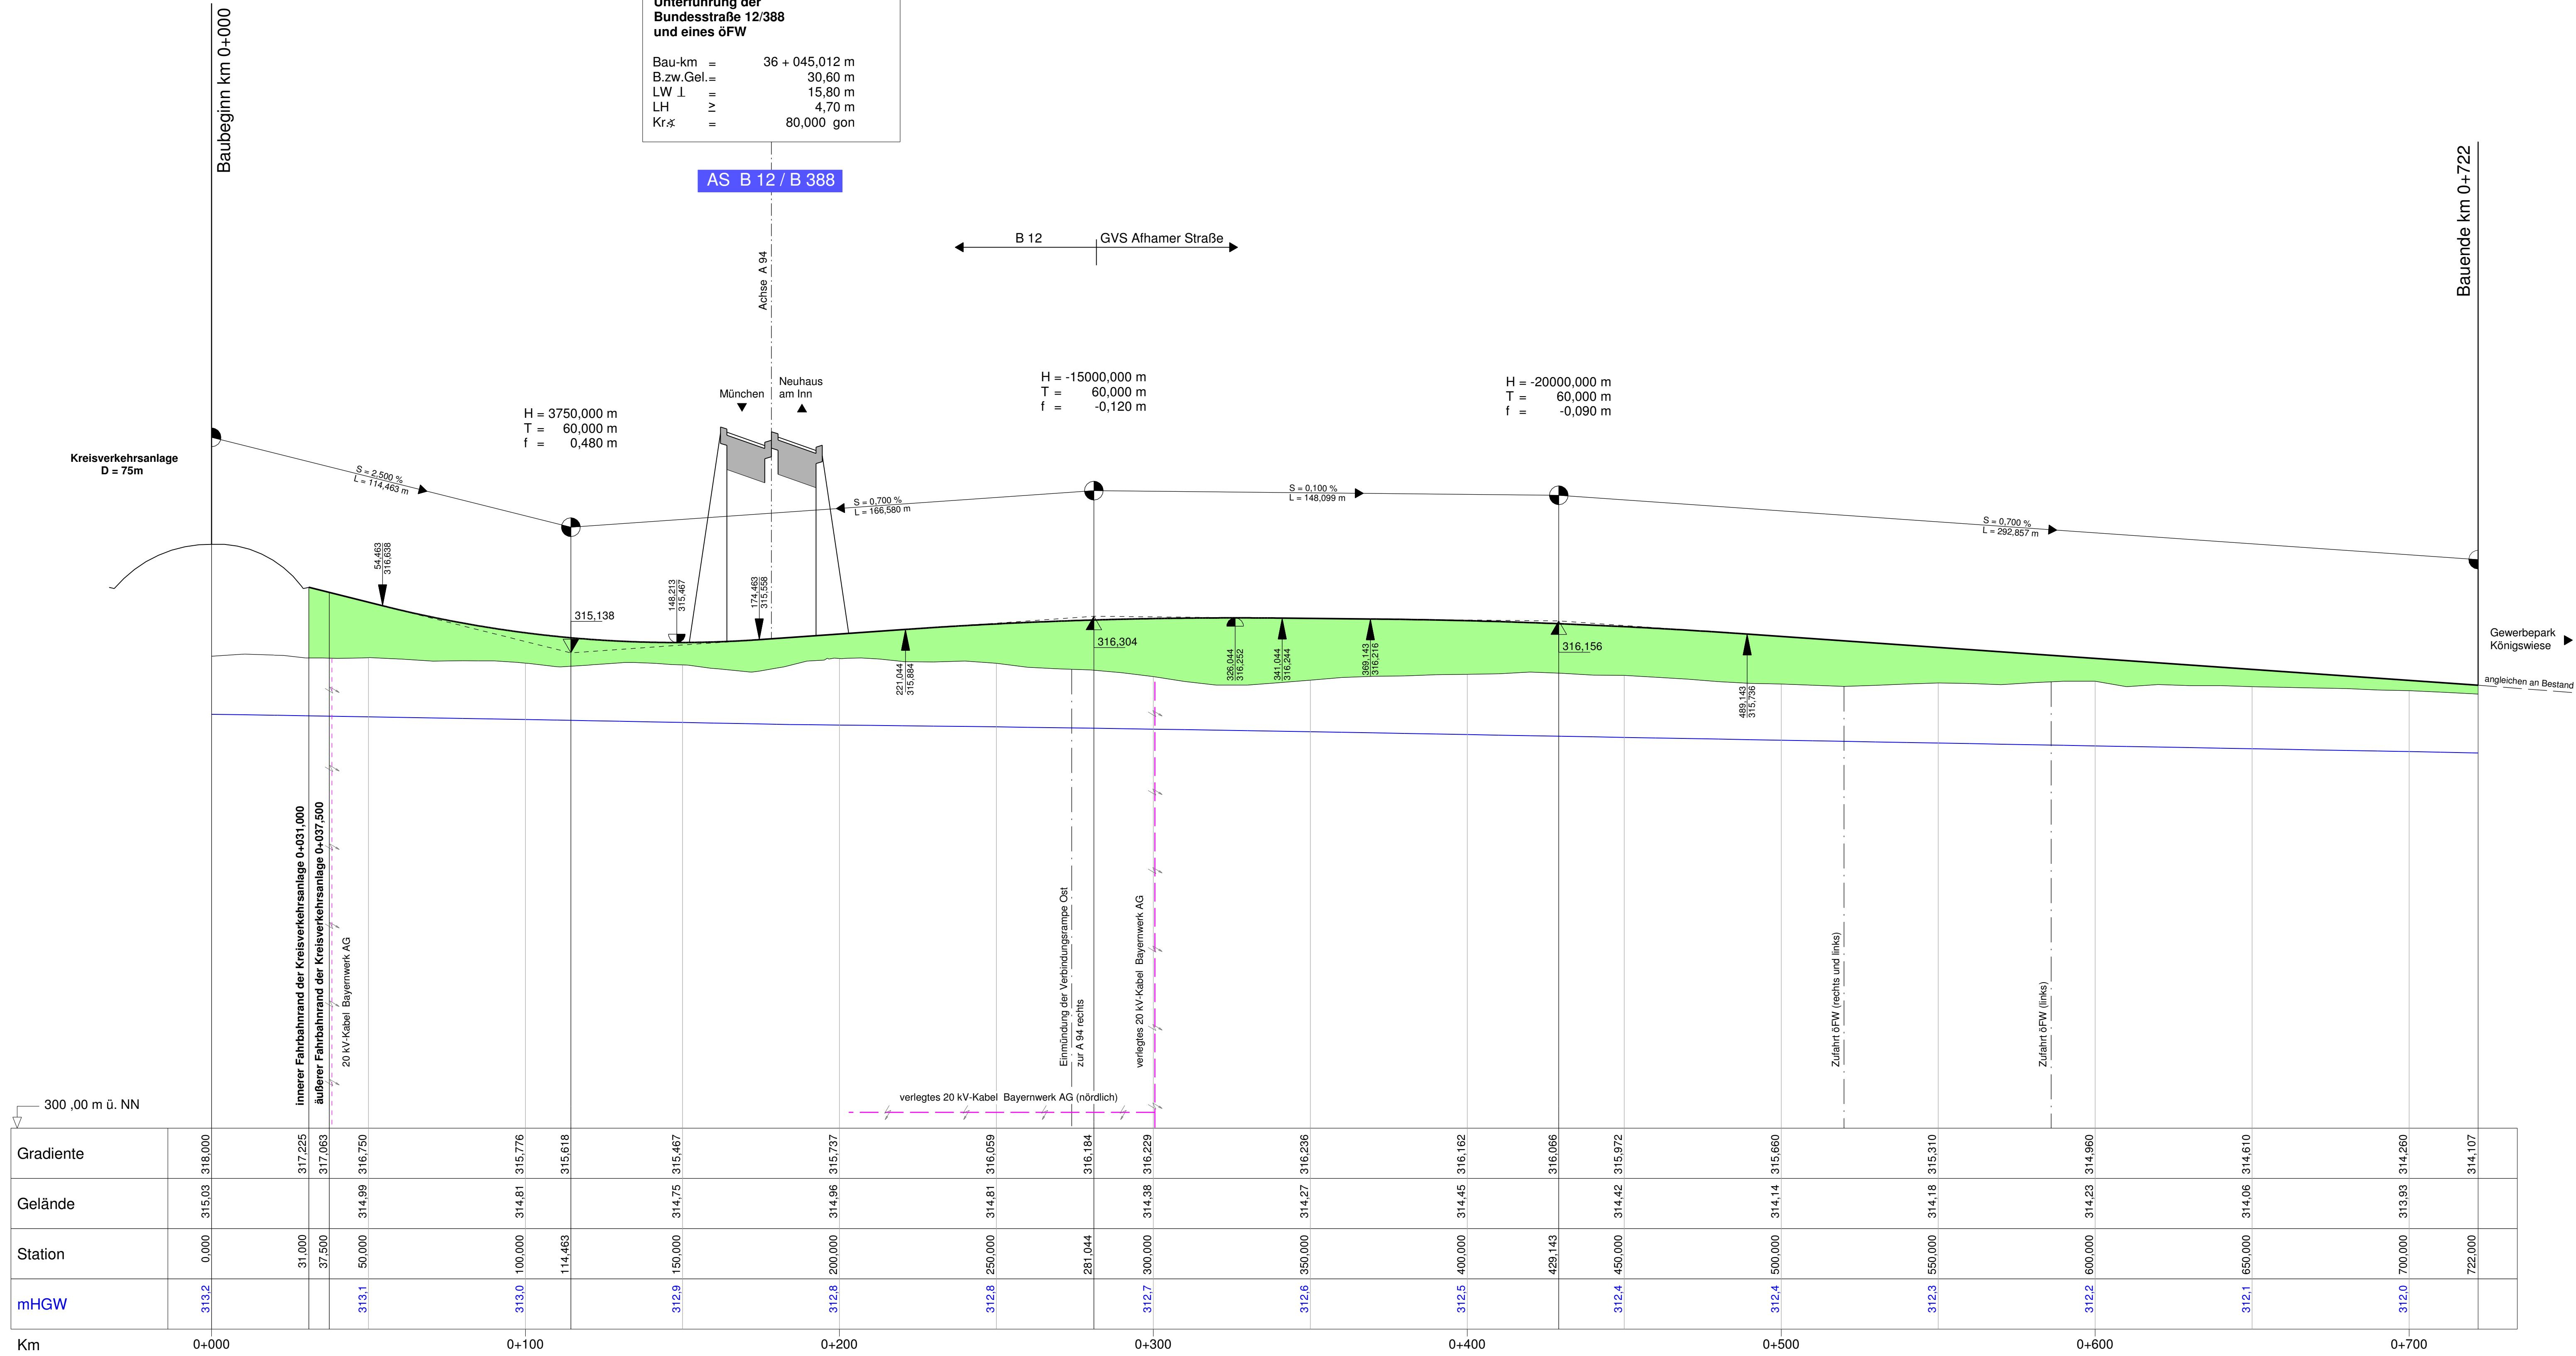 Unterführung der
Bundesstraße 12/388
und eines öFW
Bau-km = 36 + 045,012 m
B.zw.Gel.= 30,60 m
LW ⊥ = 15,80 m
LH ≥ 4,70 m
Kr.∢ = 80,000 gon
Baubeginn km 0+000
Bauende km 0+722
AS B 12 / B 388
Achse A 94
B 12
GVS Afhamer Straße
München
Neuhaus
am Inn
H = 3750,000 m
T = 60,000 m
f = 0,480 m
H = -15000,000 m
T = 60,000 m
f = -0,120 m
H = -20000,000 m
T = 60,000 m
f = -0,090 m
Kreisverkehrsanlage
D = 75m
S = 2,500 %
L = 114,463 m
S = 0,700 %
L = 166,580 m
S = 0,100 %
L = 148,099 m
S = 0,700 %
L = 292,857 m
54,463
316,638
315,138
148,213
315,467
174,463
315,558
221,044
315,884
316,304
326,044
316,252
341,044
316,244
369,143
316,216
316,156
489,143
315,736
Gewerbepark
Königswiese
angleichen an Bestand
innerer Fahrbahnrand der Kreisverkehrsanlage 0+031,000
äußerer Fahrbahnrand der Kreisverkehrsanlage 0+037,500
20 kV-Kabel Bayernwerk AG
Einmündung der Verbindungsrampe Ost
zur A 94 rechts
verlegtes 20 kV-Kabel Bayernwerk AG
Zufahrt öFW (rechts und links)
Zufahrt öFW (links)
verlegtes 20 kV-Kabel Bayernwerk AG (nördlich)
300 ,00 m ü. NN
Gradiente 318,000 317,225 317,063 316,750 315,776 315,618 315,467 315,737 316,059 316,184 316,229 316,236 316,162 316,066 315,972 315,660 315,310 314,960 314,610 314,260 314,107
Gelände 315,03 314,99 314,81 314,75 314,96 314,81 314,38 314,27 314,45 314,42 314,14 314,18 314,23 314,06 313,93
Station 0,000 31,000 37,500 50,000 100,000 114,463 150,000 200,000 250,000 281,044 300,000 350,000 400,000 429,143 450,000 500,000 550,000 600,000 650,000 700,000 722,000
mHGW 313,2 313,1 313,0 312,9 312,8 312,8 312,7 312,6 312,5 312,4 312,4 312,3 312,2 312,1 312,0
Km 0+000 0+100 0+200 0+300 0+400 0+500 0+600 0+700